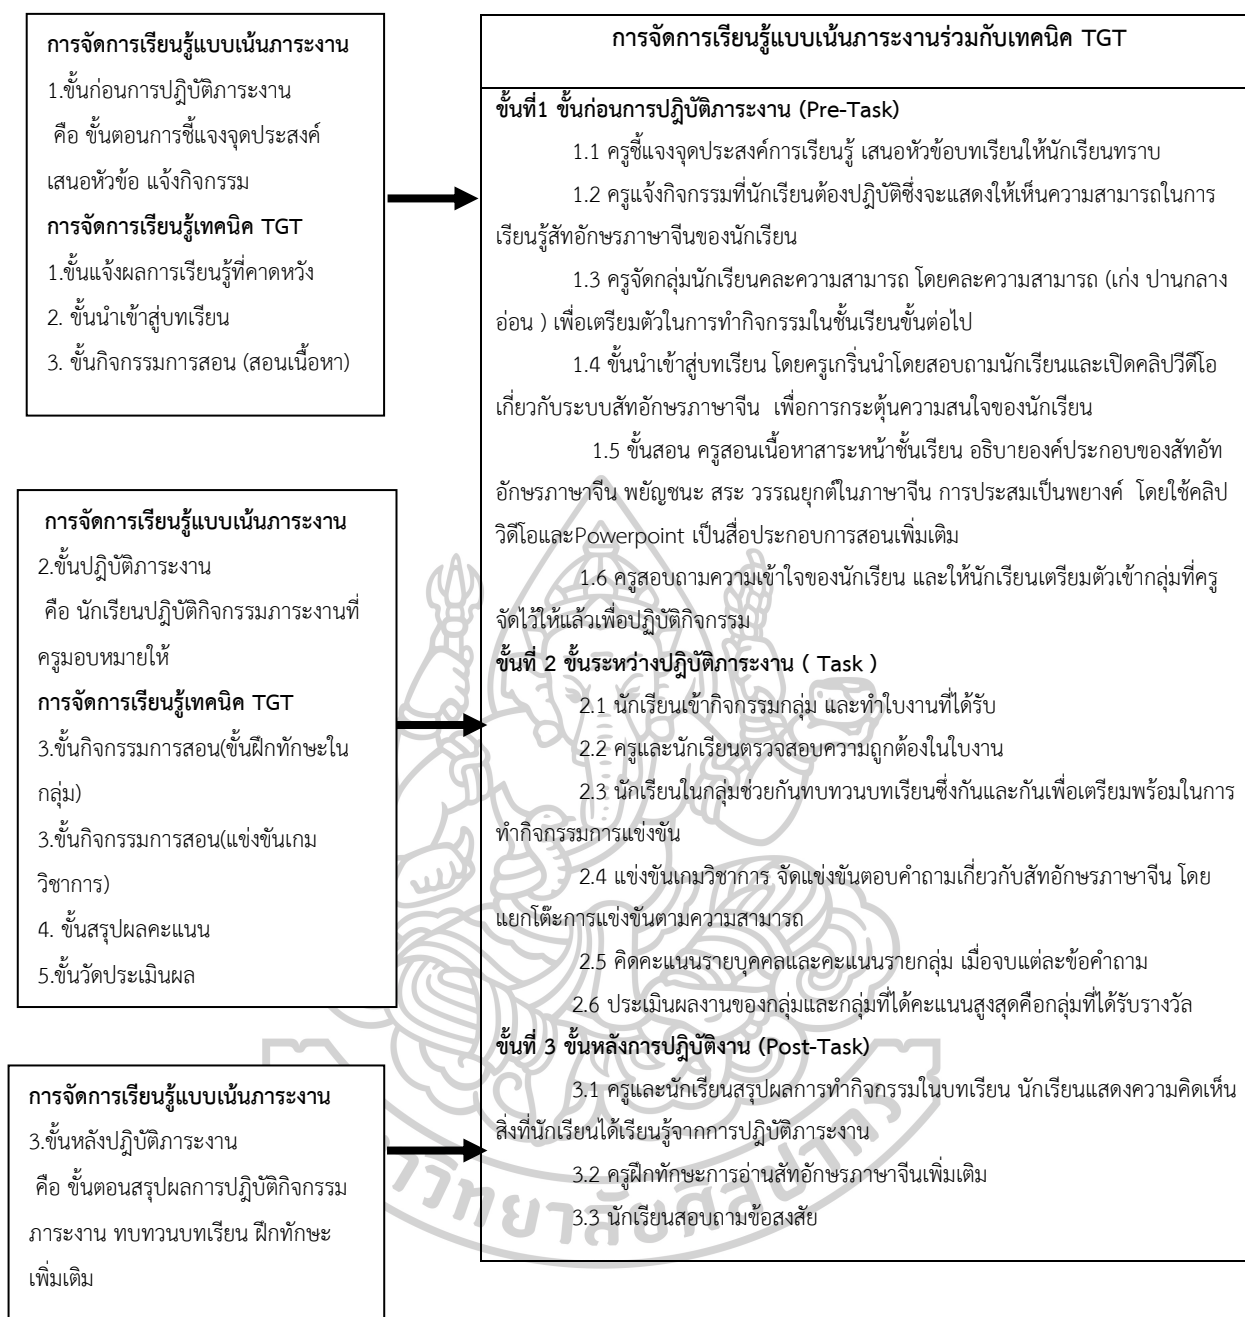 การจัดการเรียนรู้แบบเน้นภาระงาน
1.ขั้นก่อนการปฎิบัติภาระงาน
คือ ขั้นตอนการชี้แจงจุดประสงค์
เสนอหัวข้อ แจ้งกิจกรรม
การจัดการเรียนรู้เทคนิค TGT
1.ขั้นแจ้งผลการเรียนรู้ที่คาดหวัง
2. ขั้นนำเข้าสู่บทเรียน
3. ขั้นกิจกรรมการสอน (สอนเนื้อหา)
การจัดการเรียนรู้แบบเน้นภาระงาน
2.ขั้นปฎิบัติภาระงาน
คือ นักเรียนปฎิบัติกิจกรรมภาระงานที่
ครูมอบหมายให้
การจัดการเรียนรู้เทคนิค TGT
3.ขั้นกิจกรรมการสอน(ขั้นฝึกทักษะใน
กลุ่ม)
3.ขั้นกิจกรรมการสอน(แข่งขันเกม
วิชาการ)
4. ขั้นสรุปผลคะแนน
5.ขั้นวัดประเมินผล
การจัดการเรียนรู้แบบเน้นภาระงาน
3.ขั้นหลังปฎิบัติภาระงาน
คือ ขั้นตอนสรุปผลการปฎิบัติกิจกรรม
ภาระงาน ทบทวนบทเรียน ฝึกทักษะ
เพิ่มเติม
การจัดการเรียนรู้แบบเน้นภาระงานร่วมกับเทคนิค TGT
ขั้นที่1 ขั้นก่อนการปฎิบัติภาระงาน (Pre-Task)
1.1 ครูชี้แจงจุดประสงค์การเรียนรู้ เสนอหัวข้อบทเรียนให้นักเรียนทราบ
1.2 ครูแจ้งกิจกรรมที่นักเรียนต้องปฎิบัติซึ่งจะแสดงให้เห็นความสามารถในการ
เรียนรู้สัทอักษรภาษาจีนของนักเรียน
1.3 ครูจัดกลุ่มนักเรียนคละความสามารถ โดยคละความสามารถ (เก่ง ปานกลาง
อ่อน ) เพื่อเตรียมตัวในการทำกิจกรรมในชั้นเรียนขั้นต่อไป
1.4 ขั้นนำเข้าสู่บทเรียน โดยครูเกริ่นนำโดยสอบถามนักเรียนและเปิดคลิปวีดีโอ
เกี่ยวกับระบบสัทอักษรภาษาจีน เพื่อการกระตุ้นความสนใจของนักเรียน
1.5 ขั้นสอน ครูสอนเนื้อหาสาระหน้าชั้นเรียน อธิบายองค์ประกอบของสัทอัท
อักษรภาษาจีน พยัญชนะ สระ วรรณยุกต์ในภาษาจีน การประสมเป็นพยางค์ โดยใช้คลิป
วิดีโอและPowerpoint เป็นสื่อประกอบการสอนเพิ่มเติม
1.6 ครูสอบถามความเข้าใจของนักเรียน และให้นักเรียนเตรียมตัวเข้ากลุ่มที่ครู
จัดไว้ให้แล้วเพื่อปฏิบัติกิจกรรม
ขั้นที่ 2 ขั้นระหว่างปฎิบัติภาระงาน ( Task )
2.1 นักเรียนเข้ากิจกรรมกลุ่ม และทำใบงานที่ได้รับ
2.2 ครูและนักเรียนตรวจสอบความถูกต้องในใบงาน
2.3 นักเรียนในกลุ่มช่วยกันทบทวนบทเรียนซึ่งกันและกันเพื่อเตรียมพร้อมในการ
ทำกิจกรรมการแข่งขัน
2.4 แข่งขันเกมวิชาการ จัดแข่งขันตอบคำถามเกี่ยวกับสัทอักษรภาษาจีน โดย
แยกโต๊ะการแข่งขันตามความสามารถ
2.5 คิดคะแนนรายบุคคลและคะแนนรายกลุ่ม เมื่อจบแต่ละข้อคำถาม
2.6 ประเมินผลงานของกลุ่มและกลุ่มที่ได้คะแนนสูงสุดคือกลุ่มที่ได้รับรางวัล
ขั้นที่ 3 ขั้นหลังการปฎิบัติงาน (Post-Task)
3.1 ครูและนักเรียนสรุปผลการทำกิจกรรมในบทเรียน นักเรียนแสดงความคิดเห็น
สิ่งที่นักเรียนได้เรียนรู้จากการปฎิบัติภาระงาน
3.2 ครูฝึกทักษะการอ่านสัทอักษรภาษาจีนเพิ่มเติม
3.3 นักเรียนสอบถามข้อสงสัย